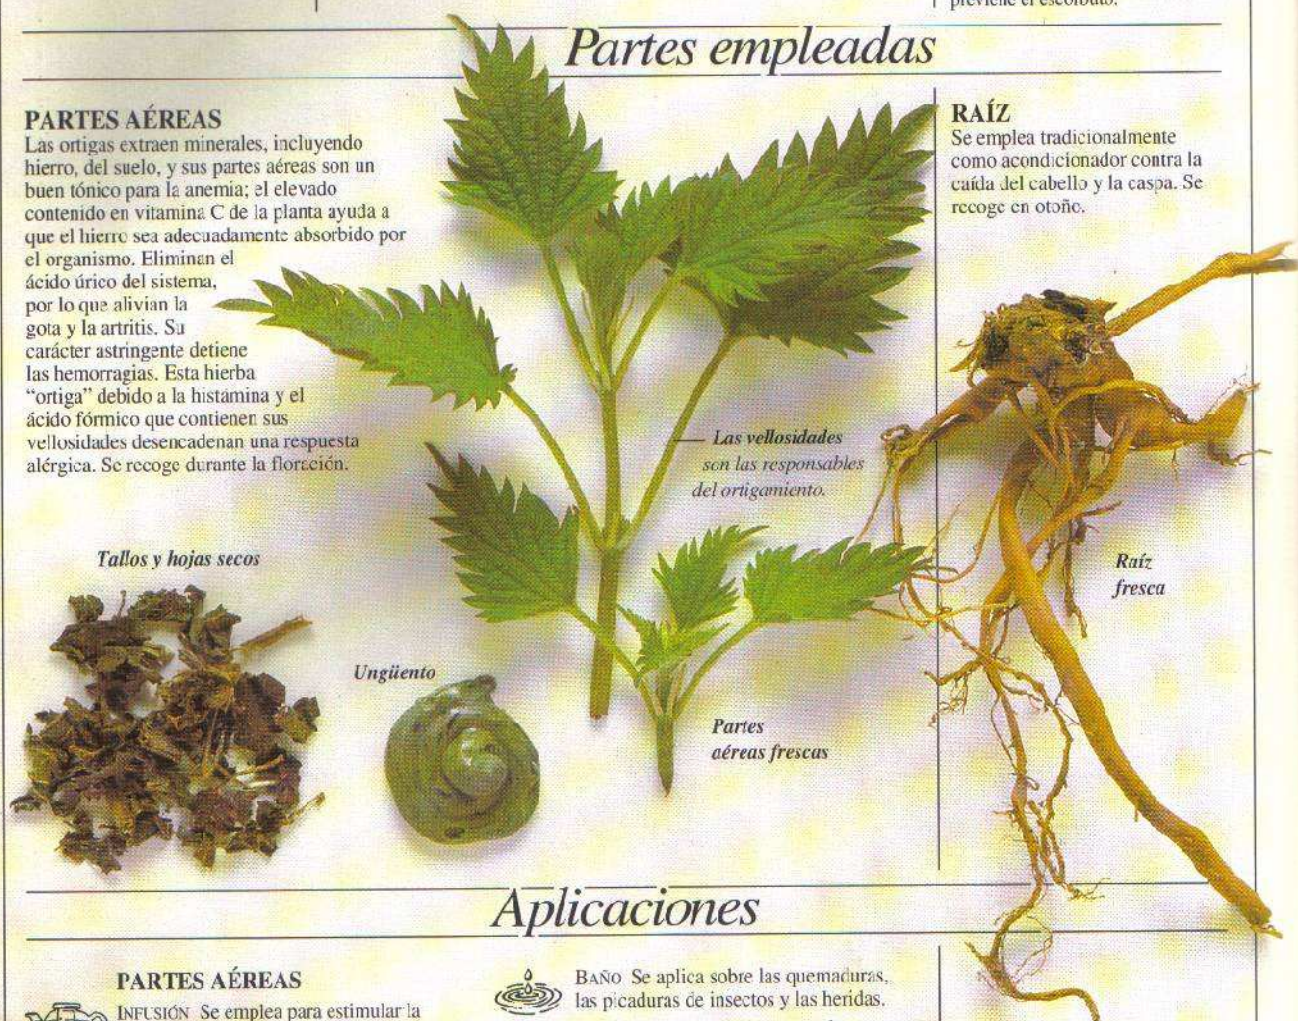 previene el escorbuto.
Partes empleadas
PARTES AÉREAS
Las ortigas extraen minerales, incluyendo
hierro, del suelo, y sus partes aéreas son un
buen tónico para la anemia; el elevado
contenido en vitamina C de la planta ayuda a
que el hierro sea adecuadamente absorbido por
el organismo. Eliminan el
ácido úrico del sistema,
por lo que alivian la
gota y la artritis. Su
carácter astringente detiene
las hemorragias. Esta hierba
“ortiga” debido a la histamina y el
ácido fórmico que contienen sus
vellosidades desencadenan una respuesta
alérgica. Se recoge durante la floración.
RAÍZ
Se emplea tradicionalmente
como acondicionador contra la
caída del cabello y la caspa. Se
recoge en otoño.
Las vellosidades
son las responsables
del ortigamiento.
Tallos y hojas secos
Raíz
fresca
Ungüento
Partes
aéreas frescas
Aplicaciones
PARTES AÉREAS
INFUSIÓN Se emplea para estimular la
BAÑO Se aplica sobre las quemaduras,
las picaduras de insectos y las heridas.